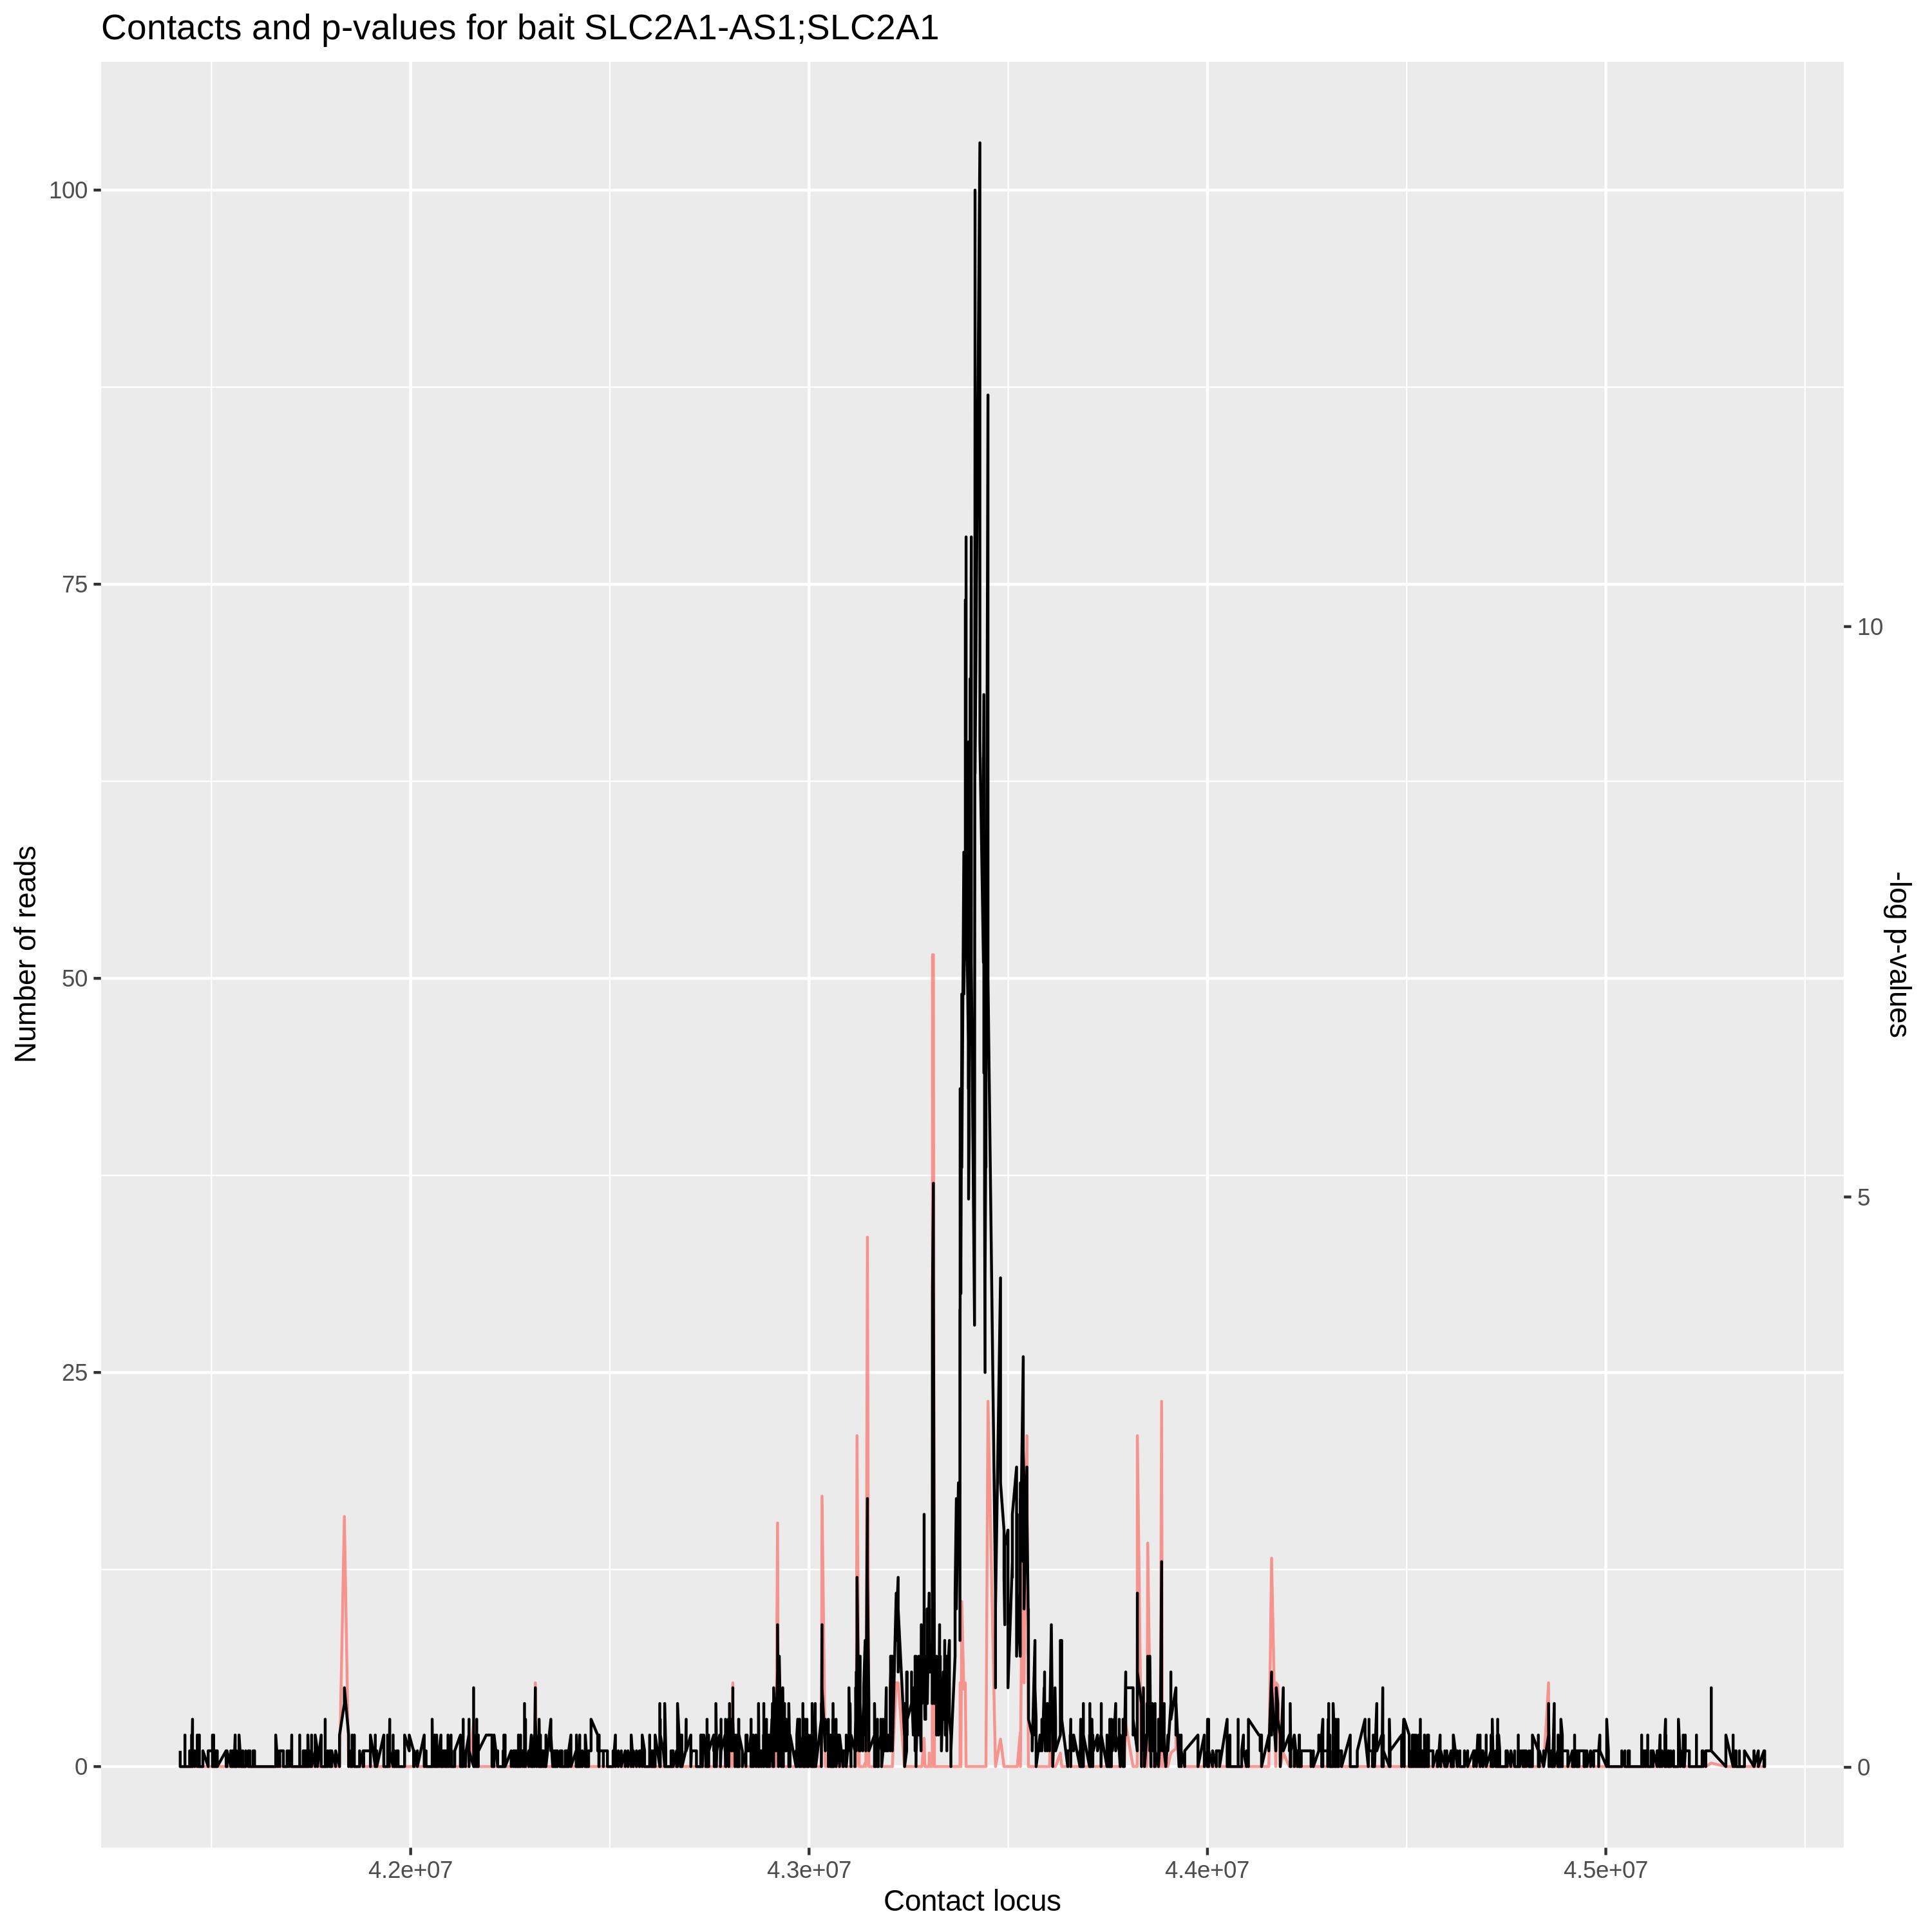 Contacts and p-values for bait SLC2A1-AS1;SLC2A1
100
75
50
25
0
Number of reads
10
5
0
-log p-values
4.2e+07
4.3e+07
4.4e+07
4.5e+07
Contact locus